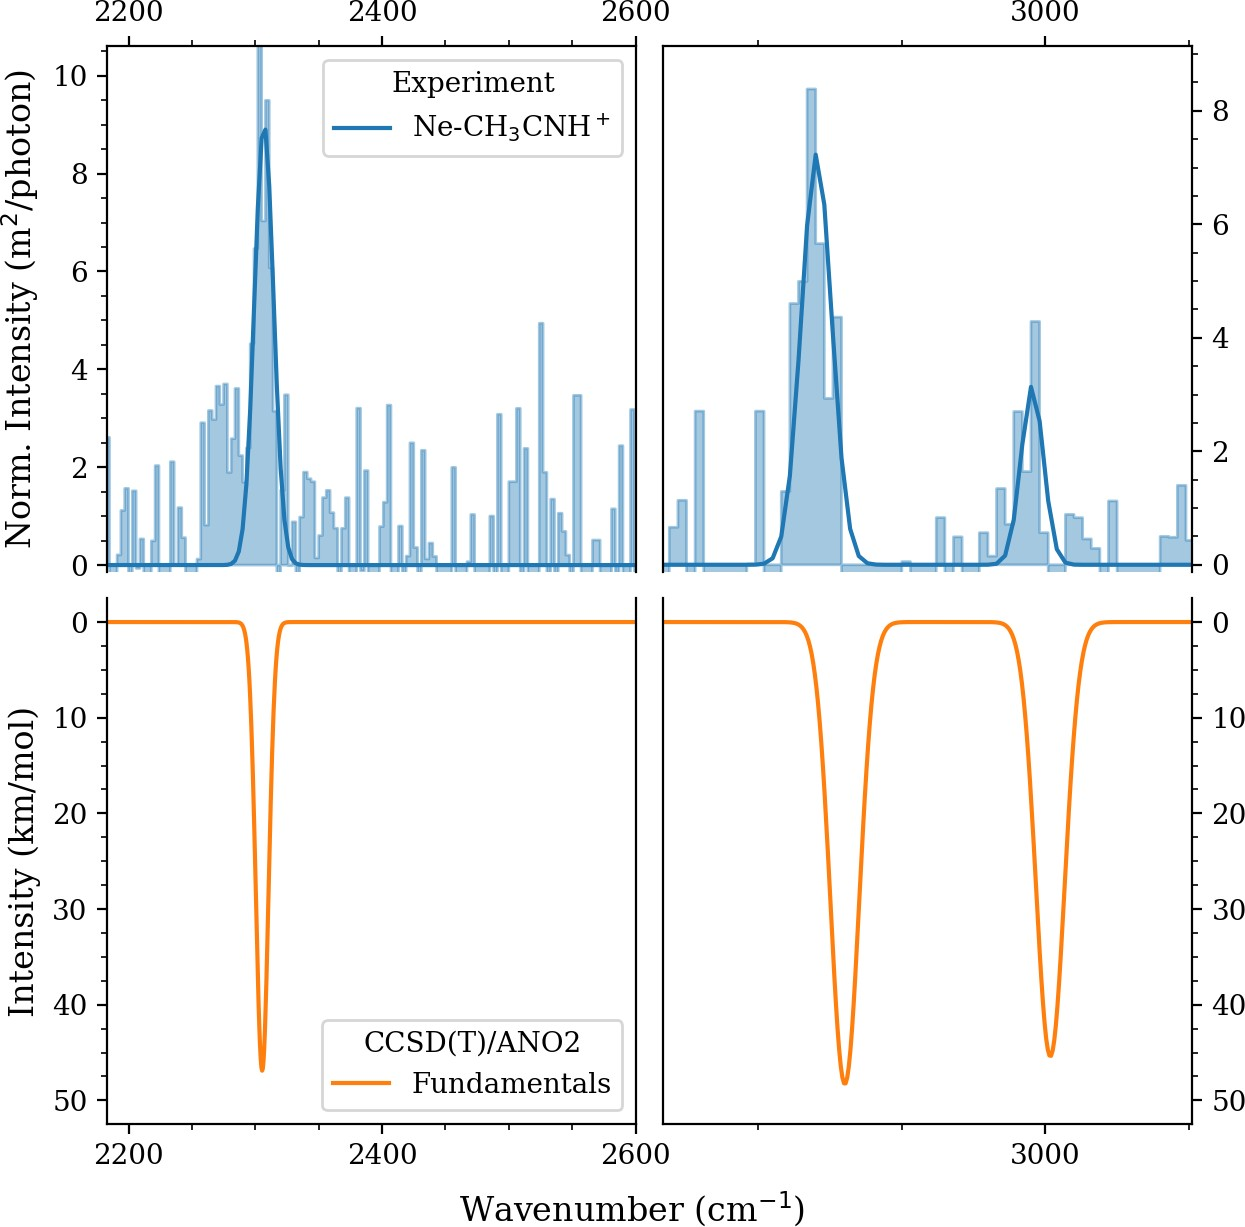 2200 2400 2600 3000
Norm. Intensity (m²/photon)
10
8
6
4
2
0
Experiment
Ne-CH₃CNH⁺
8
6
4
2
0
Intensity (km/mol)
0
10
20
30
40
50
CCSD(T)/ANO2
Fundamentals
0
10
20
30
40
50
2200 2400 2600 3000
Wavenumber (cm⁻¹)